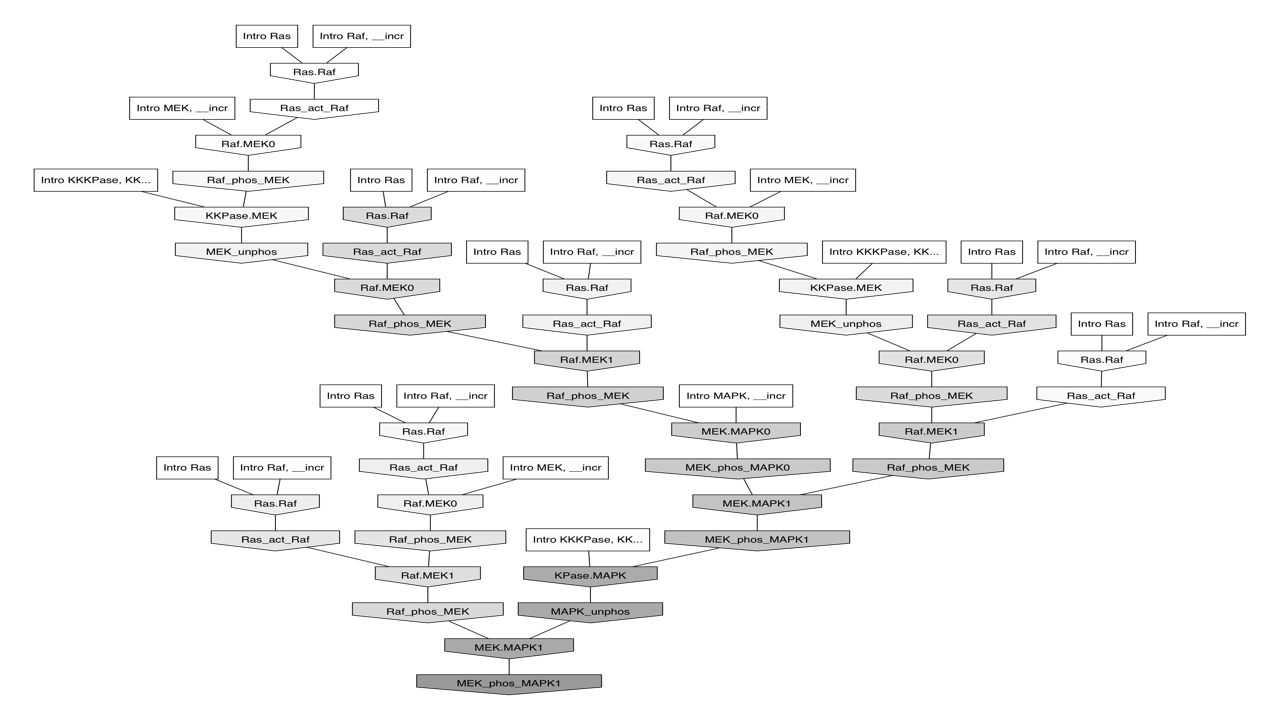 Intro Ras
Intro Raf, __incr
Ras.Raf
Intro MEK, __incr
Ras_act_Raf
Intro Ras
Intro Raf, __incr
Raf.MEK0
Ras.Raf
Intro KKKPase, KK...
Raf_phos_MEK
Intro Ras
Intro Raf, __incr
Ras_act_Raf
Intro MEK, __incr
KKPase.MEK
Ras.Raf
Raf.MEK0
MEK_unphos
Ras_act_Raf
Intro Ras
Intro Raf, __incr
Raf_phos_MEK
Intro KKKPase, KK...
Intro Ras
Intro Raf, __incr
Raf.MEK0
Ras.Raf
KKPase.MEK
Ras.Raf
Raf_phos_MEK
Ras_act_Raf
MEK_unphos
Ras_act_Raf
Intro Ras
Intro Raf, __incr
Raf.MEK1
Raf.MEK0
Ras.Raf
Intro Ras
Intro Raf, __incr
Raf_phos_MEK
Intro MAPK, __incr
Raf_phos_MEK
Ras_act_Raf
Ras.Raf
MEK.MAPK0
Raf.MEK1
Intro Ras
Intro Raf, __incr
Ras_act_Raf
Intro MEK, __incr
MEK_phos_MAPK0
Raf_phos_MEK
Ras.Raf
Raf.MEK0
MEK.MAPK1
Ras_act_Raf
Raf_phos_MEK
Intro KKKPase, KK...
MEK_phos_MAPK1
Raf.MEK1
KPase.MAPK
Raf_phos_MEK
MAPK_unphos
MEK.MAPK1
MEK_phos_MAPK1